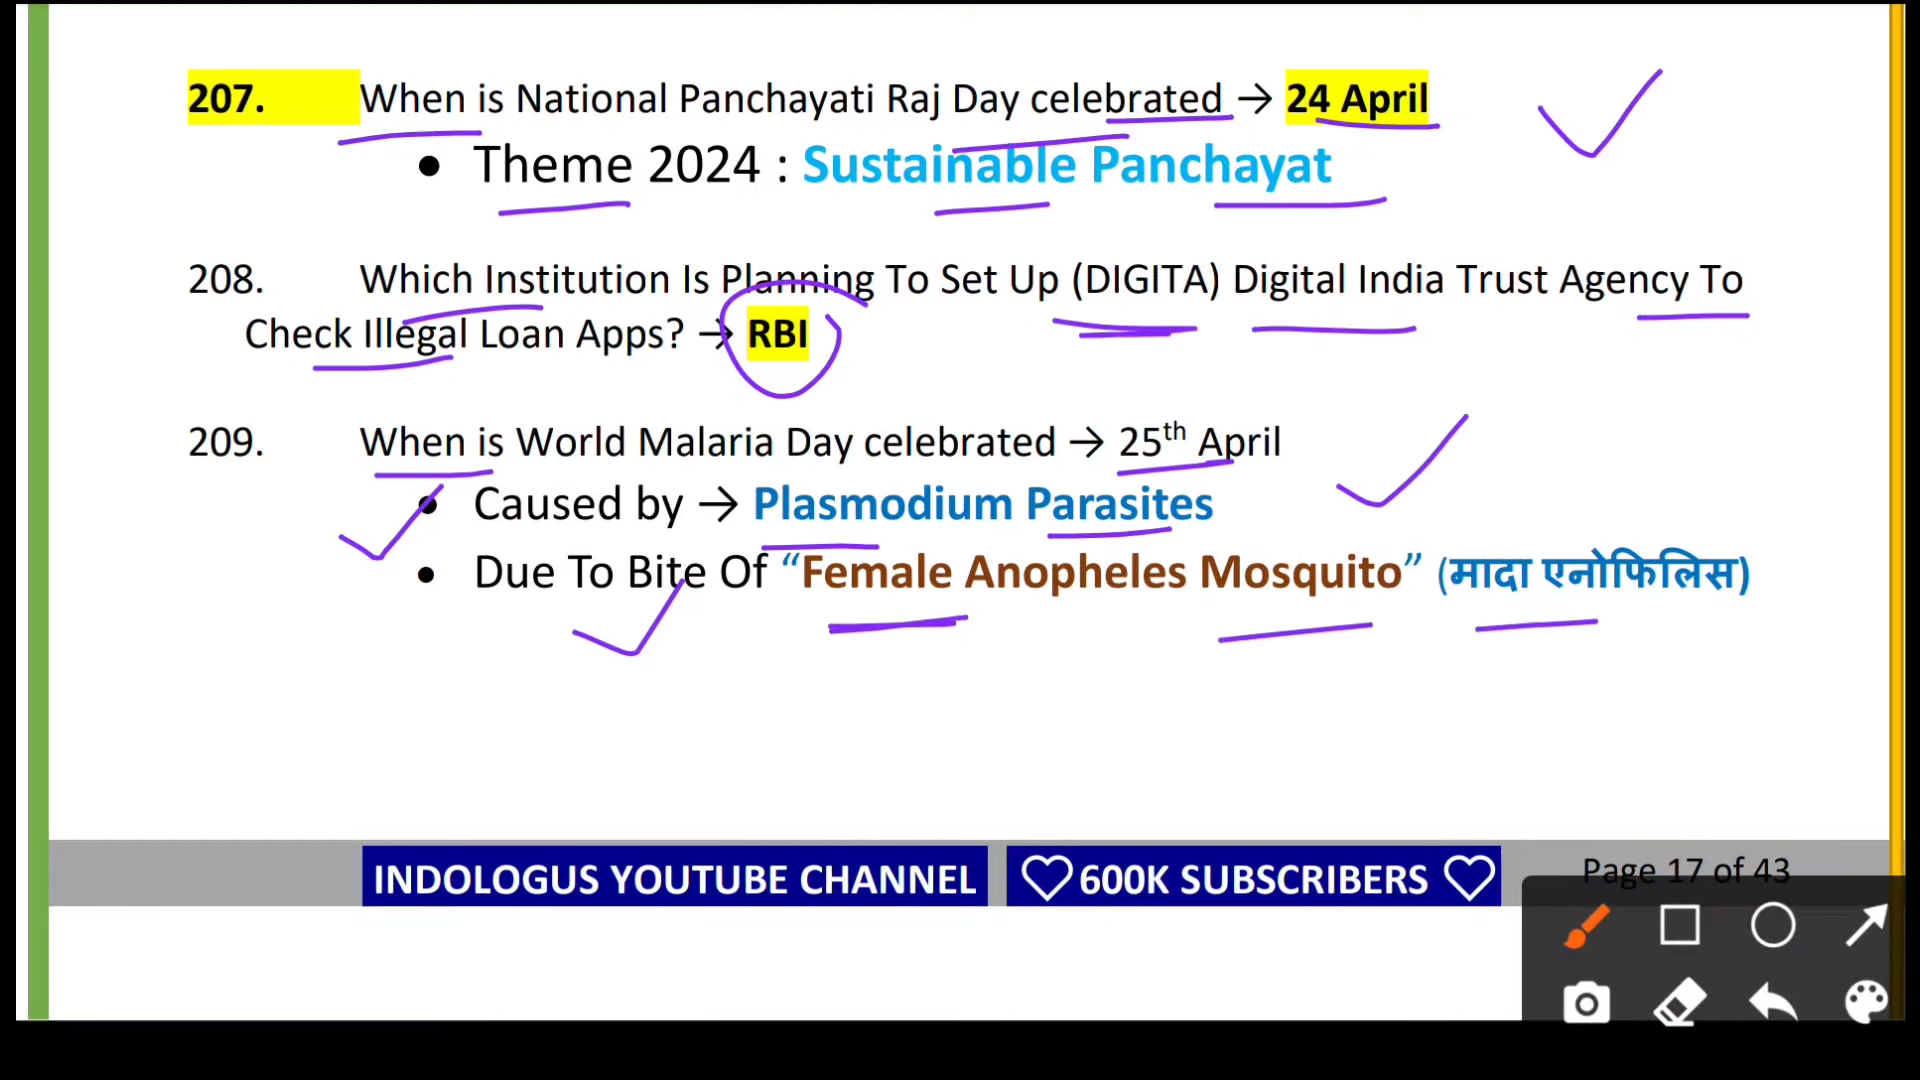 207. When is National Panchayati Raj Day celebrated → 24 April
• Theme 2024 : Sustainable Panchayat
208. Which Institution Is Planning To Set Up (DIGITA) Digital India Trust Agency To
Check Illegal Loan Apps? → RBI
209. When is World Malaria Day celebrated → 25th April
• Caused by → Plasmodium Parasites
• Due To Bite Of “Female Anopheles Mosquito” (मादा एनोफिलिस)
INDOLOGUS YOUTUBE CHANNEL ♡ 600K SUBSCRIBERS ♡ Page 17 of 43